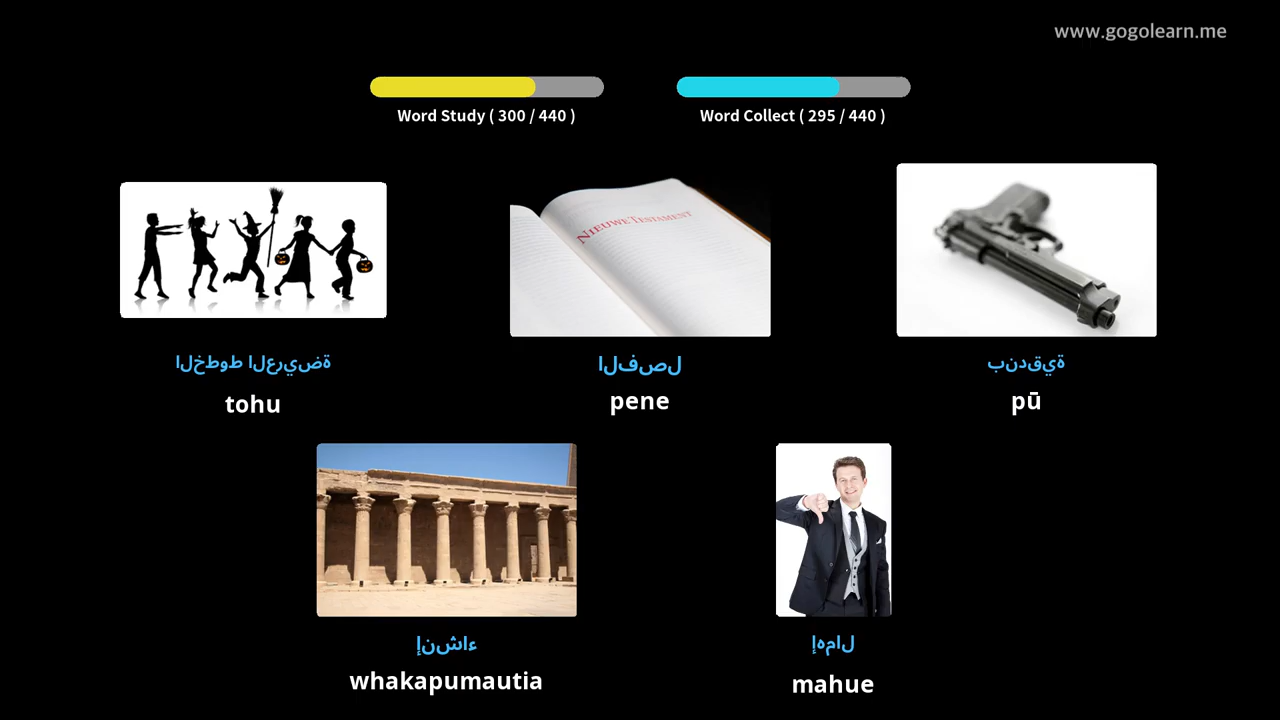 www.gogolearn.me
Word Study ( 300 / 440 )
Word Collect ( 295 / 440 )
الخطوط العريضة
الفصل
بندقية
tohu
pene
pū
NIEUWE TESTAMENT
إنشاء
إهمال
whakapumautia
mahue